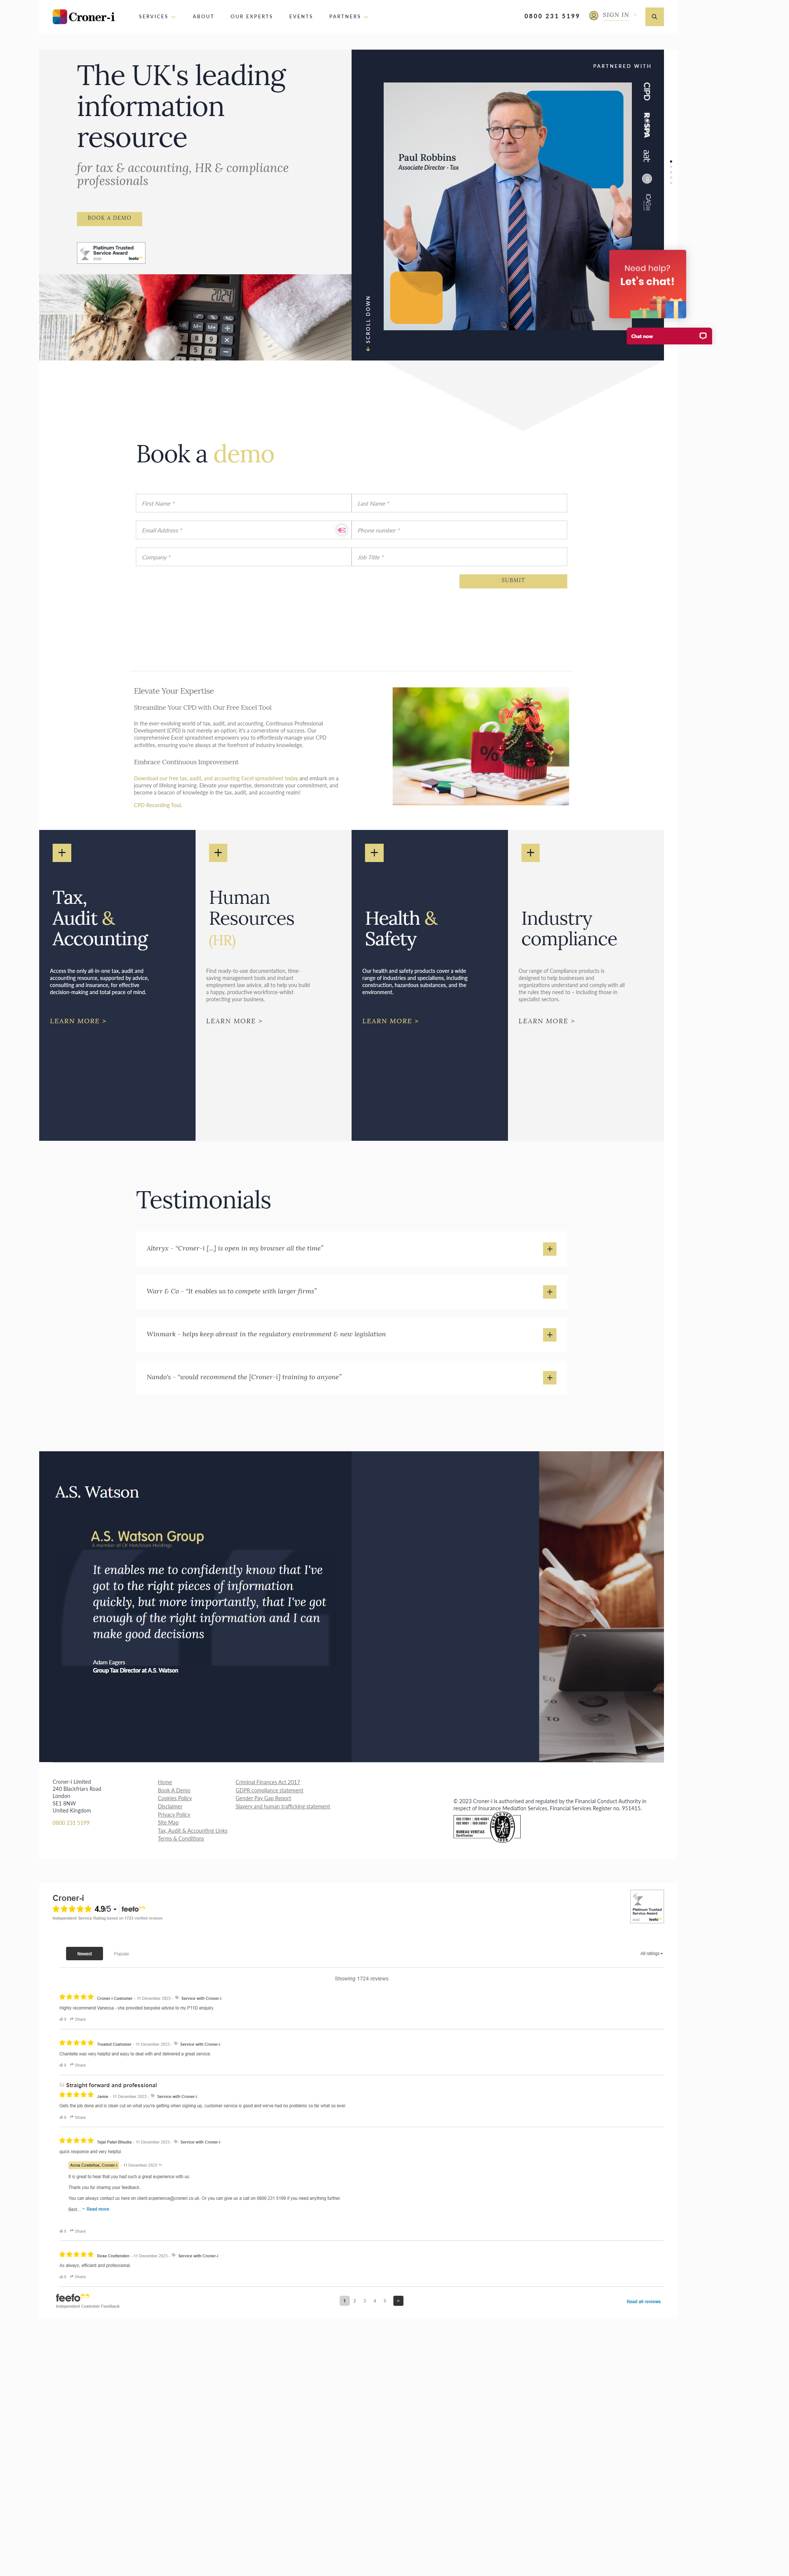 Croner-i
SERVICES
ABOUT
OUR EXPERTS
EVENTS
PARTNERS
0800 231 5199
SIGN IN
The UK's leading
information
resource
for tax & accounting, HR & compliance
professionals
BOOK A DEMO
Platinum Trusted
Service Award
2023
feefo
PARTNERED WITH
CIPD
RoSPA
aat
Paul Robbins
Associate Director - Tax
SCROLL DOWN
Need help?
Let's chat!
Chat now
Book a demo
First Name *
Last Name *
Email Address *
Phone number *
Company *
Job Title *
SUBMIT
Elevate Your Expertise
Streamline Your CPD with Our Free Excel Tool
In the ever-evolving world of tax, audit, and accounting, Continuous Professional
Development (CPD) is not merely an option; it's a cornerstone of success. Our
comprehensive Excel spreadsheet empowers you to effortlessly manage your CPD
activities, ensuring you're always at the forefront of industry knowledge.
Embrace Continuous Improvement
Download our free tax, audit, and accounting Excel spreadsheet today and embark on a
journey of lifelong learning. Elevate your expertise, demonstrate your commitment, and
become a beacon of knowledge in the tax, audit, and accounting realm!
CPD Recording Tool.
Tax,
Audit &
Accounting
Access the only all-in-one tax, audit and
accounting resource, supported by advice,
consulting and insurance, for effective
decision-making and total peace of mind.
LEARN MORE >
Human
Resources
(HR)
Find ready-to-use documentation, time-
saving management tools and instant
employment law advice, all to help you build
a happy, productive workforce-whilst
protecting your business.
LEARN MORE >
Health &
Safety
Our health and safety products cover a wide
range of industries and specialisms, including
construction, hazardous substances, and the
environment.
LEARN MORE >
Industry
compliance
Our range of Compliance products is
designed to help businesses and
organizations understand and comply with all
the rules they need to – including those in
specialist sectors.
LEARN MORE >
Testimonials
Alteryx - "Croner-i [...] is open in my browser all the time"
Warr & Co - "It enables us to compete with larger firms"
Winmark - helps keep abreast in the regulatory environment & new legislation
Nando's - "would recommend the [Croner-i] training to anyone"
A.S. Watson
A.S. Watson Group
A member of CK Hutchison Holdings
It enables me to confidently know that I've
got to the right pieces of information
quickly, but more importantly, that I've got
enough of the right information and I can
make good decisions
Adam Eagers
Group Tax Director at A.S. Watson
Croner-i Limited
240 Blackfriars Road
London
SE1 8NW
United Kingdom
0800 231 5199
Home
Book A Demo
Cookies Policy
Disclaimer
Privacy Policy
Site Map
Tax, Audit & Accounting Links
Terms & Conditions
Criminal Finances Act 2017
GDPR compliance statement
Gender Pay Gap Report
Slavery and human trafficking statement
© 2023 Croner-i is authorised and regulated by the Financial Conduct Authority in
respect of Insurance Mediation Services, Financial Services Register no. 951415.
BUREAU VERITAS
Certification
Croner-i
4.9/5
feefo
Independent Service Rating based on 1723 verified reviews
Platinum Trusted
Service Award
2023
feefo
Newest
Popular
All ratings
Showing 1724 reviews
Croner-i Customer - 11 December 2023 - Service with Croner-i
Highly recommend Vanessa - she provided bespoke advice to my P11D enquiry.
0 Share
Trusted Customer - 11 December 2023 - Service with Croner-i
Chantelle was very helpful and easy to deal with and delivered a great service.
0 Share
Straight forward and professional
Jamie - 11 December 2023 - Service with Croner-i
Gets the job done and is clean cut on what you're getting when signing up, customer service is good and we've had no problems so far what so ever.
0 Share
Tejal Patel-Bhudia - 11 December 2023 - Service with Croner-i
quick response and very helpful.
Anna Costelloe, Croner-i - 11 December 2023
It is great to hear that you had such a great experience with us
Thank you for sharing your feedback.
You can always contact us here on client.experience@croneri.co.uk. Or you can give us a call on 0800 231 5199 if you need anything further.
Best... Read more
0 Share
Rose Couttenden - 11 December 2023 - Service with Croner-i
As always, efficient and professional.
0 Share
feefo
Independent Customer Feedback
1 2 3 4 5 >
Read all reviews